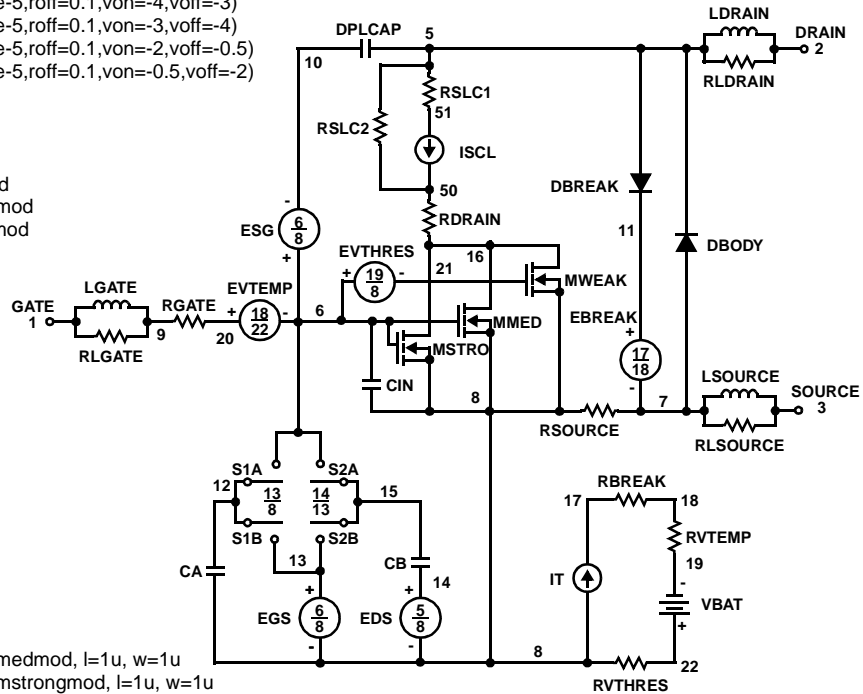 e-5,roff=0.1,von=-4,voff=-3)
e-5,roff=0.1,von=-3,voff=-4)
e-5,roff=0.1,von=-2,voff=-0.5)
e-5,roff=0.1,von=-0.5,voff=-2)
d
mod
mod
LDRAIN
DPLCAP
5
DRAIN
2
10
RLDRAIN
RSLC1
51
RSLC2
ISCL
50
RDRAIN
DBREAK
11
DBODY
ESG
6
8
-
+
EVTHRES
+
19
8
-
21
16
MWEAK
LGATE
GATE
1
RLGATE
9
RGATE
20
EVTEMP
+
18
22
-
6
MMED
MSTRO
EBREAK
+
17
18
-
CIN
8
7
LSOURCE
SOURCE
3
RSOURCE
RLSOURCE
S1A
S2A
12
13
8
14
13
15
S1B
S2B
13
CA
CB
14
+
EGS
6
8
-
+
EDS
5
8
-
RBREAK
17
18
RVTEMP
19
IT
-
VBAT
+
8
22
RVTHRES
medmod, l=1u, w=1u
mstrongmod, l=1u, w=1u